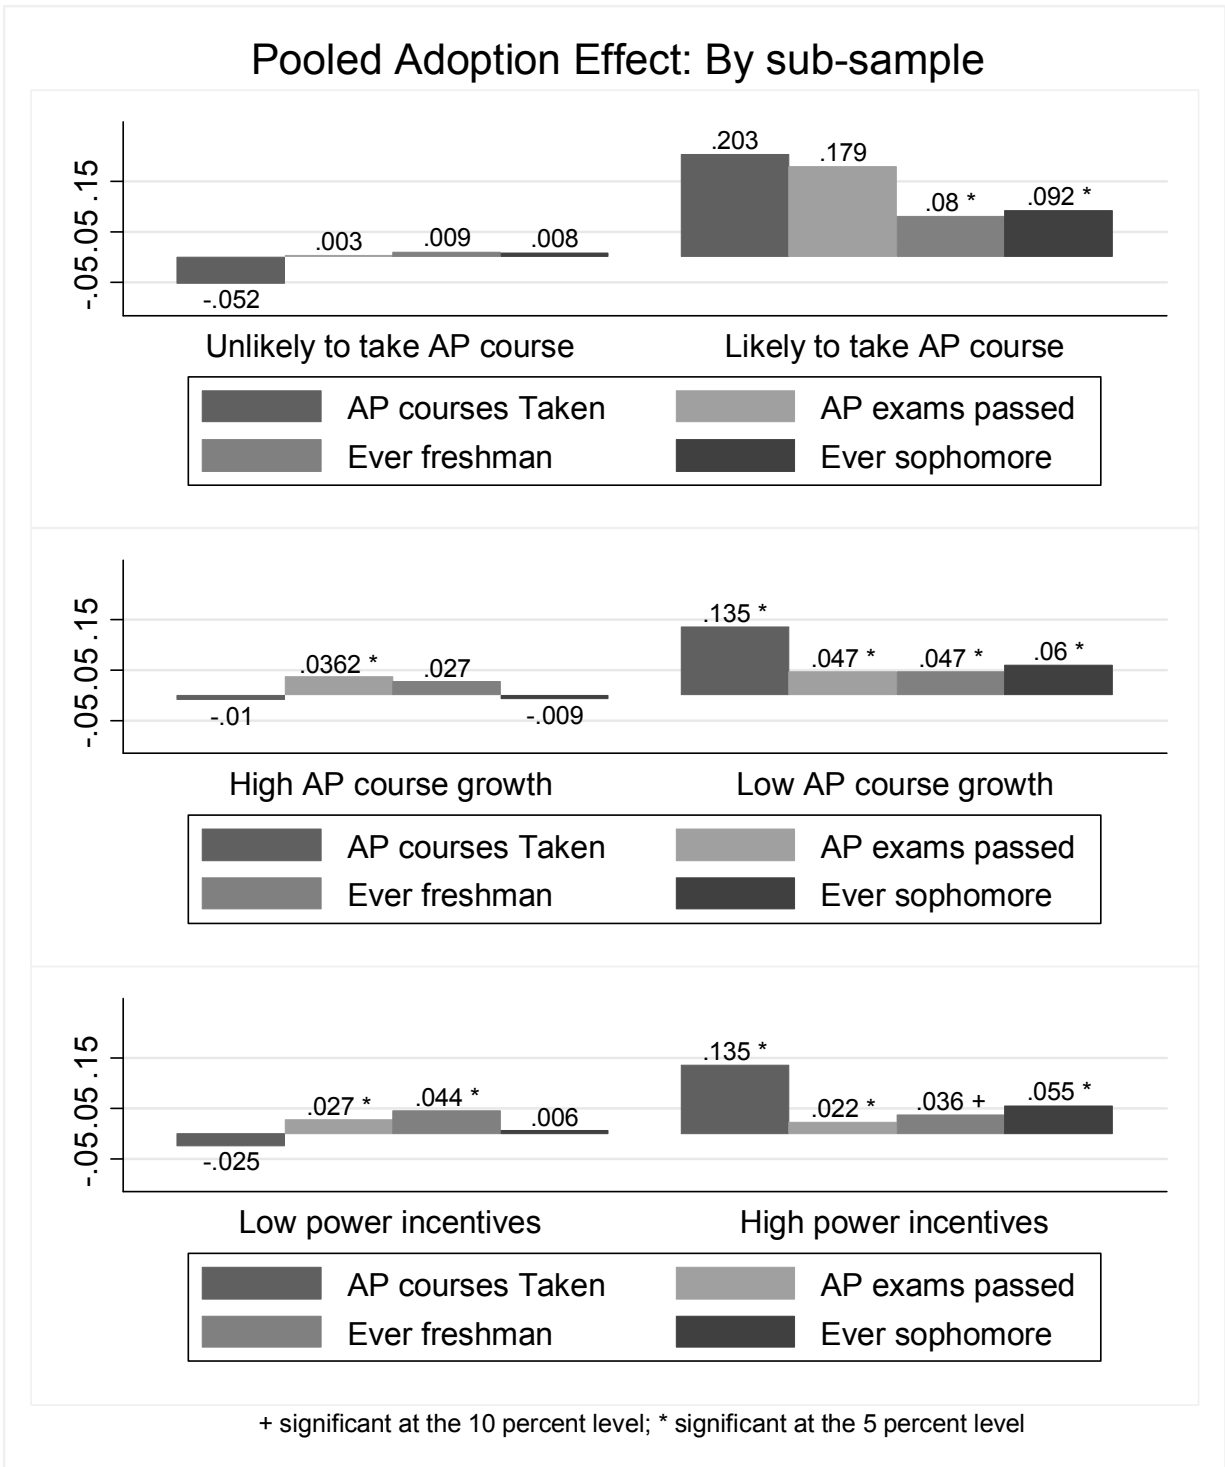 Pooled Adoption Effect: By sub-sample
-.05 .05 .15
-.052 .003 .009 .008 .203 .179 .08 * .092 *
Unlikely to take AP course Likely to take AP course
AP courses Taken AP exams passed
Ever freshman Ever sophomore
-.05 .05 .15
-.01 .0362 * .027 -.009 .135 * .047 * .047 * .06 *
High AP course growth Low AP course growth
AP courses Taken AP exams passed
Ever freshman Ever sophomore
-.05 .05 .15
-.025 .027 * .044 * .006 .135 * .022 * .036 + .055 *
Low power incentives High power incentives
AP courses Taken AP exams passed
Ever freshman Ever sophomore
+ significant at the 10 percent level; * significant at the 5 percent level